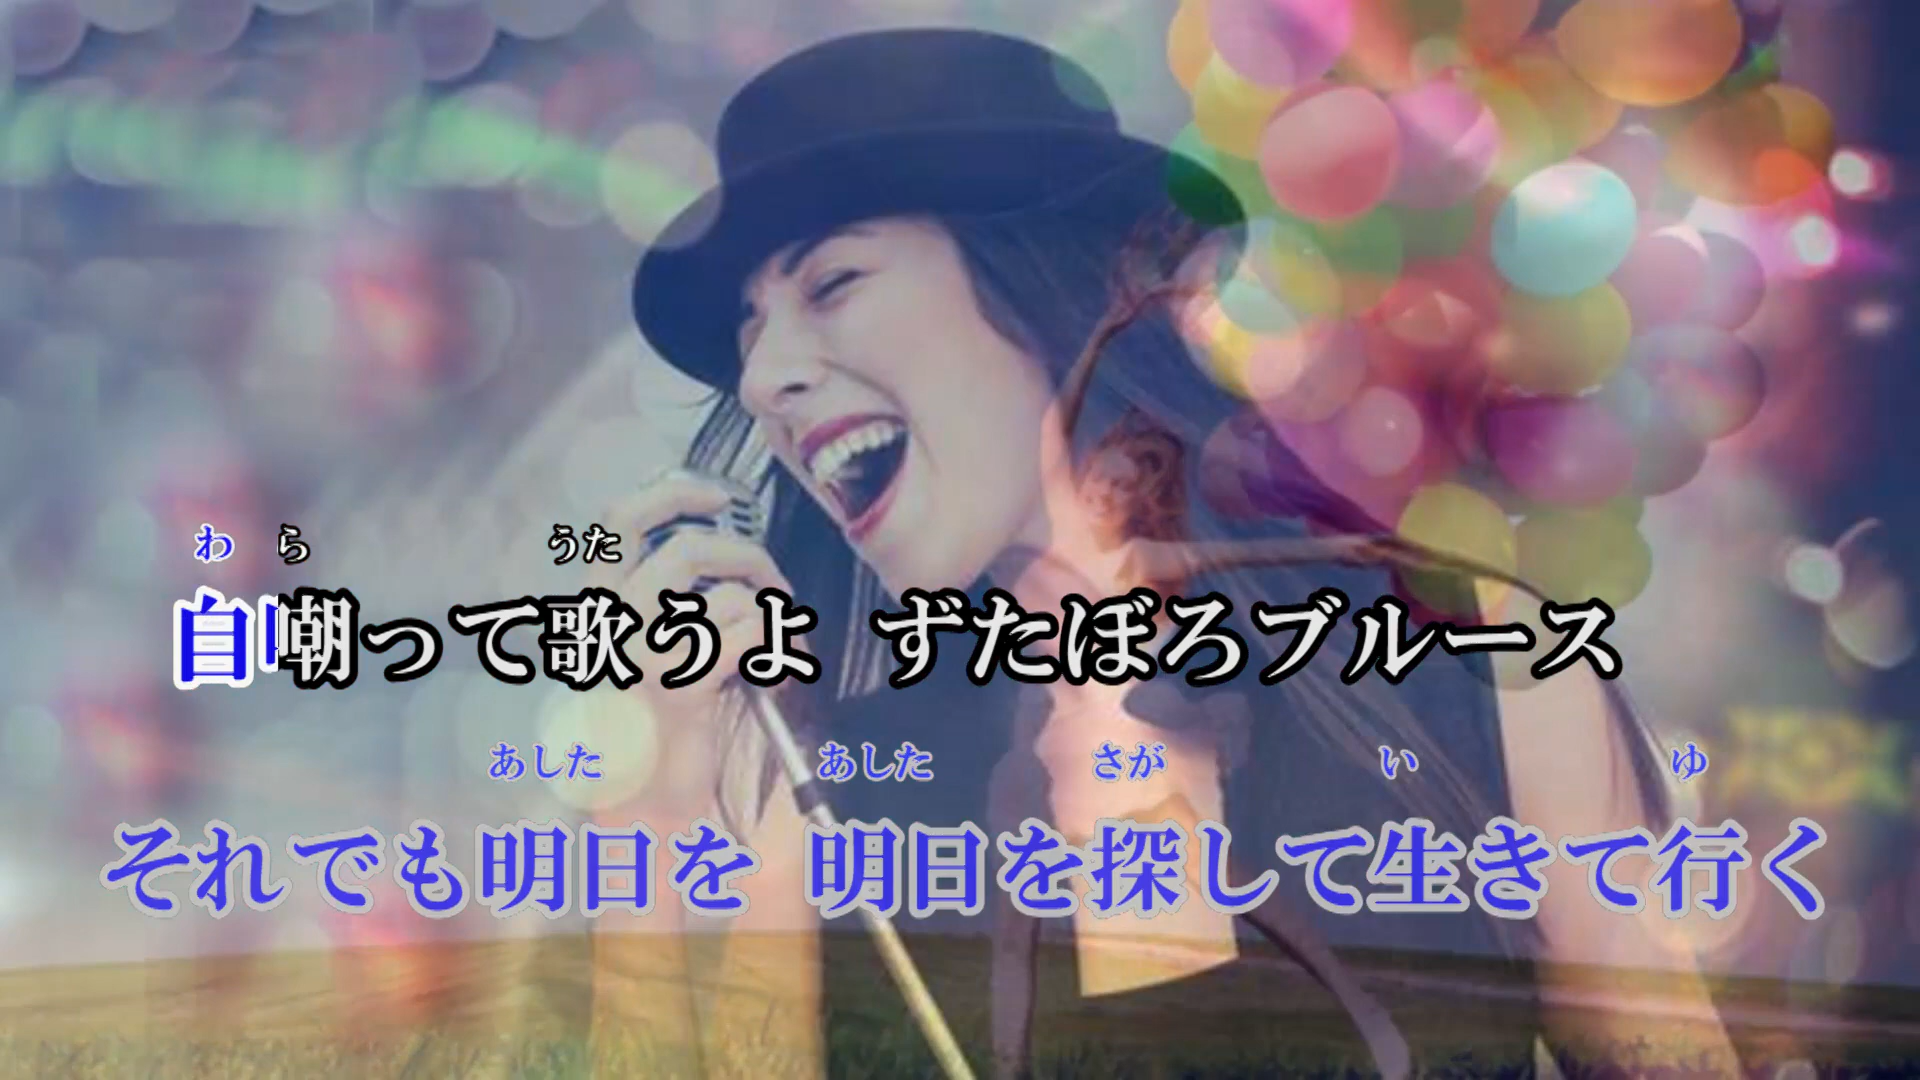 わ ら うた
自嘲って歌うよ ずたぼろブルース
あした あした さが い ゆ
それでも明日を 明日を探して生きて行く